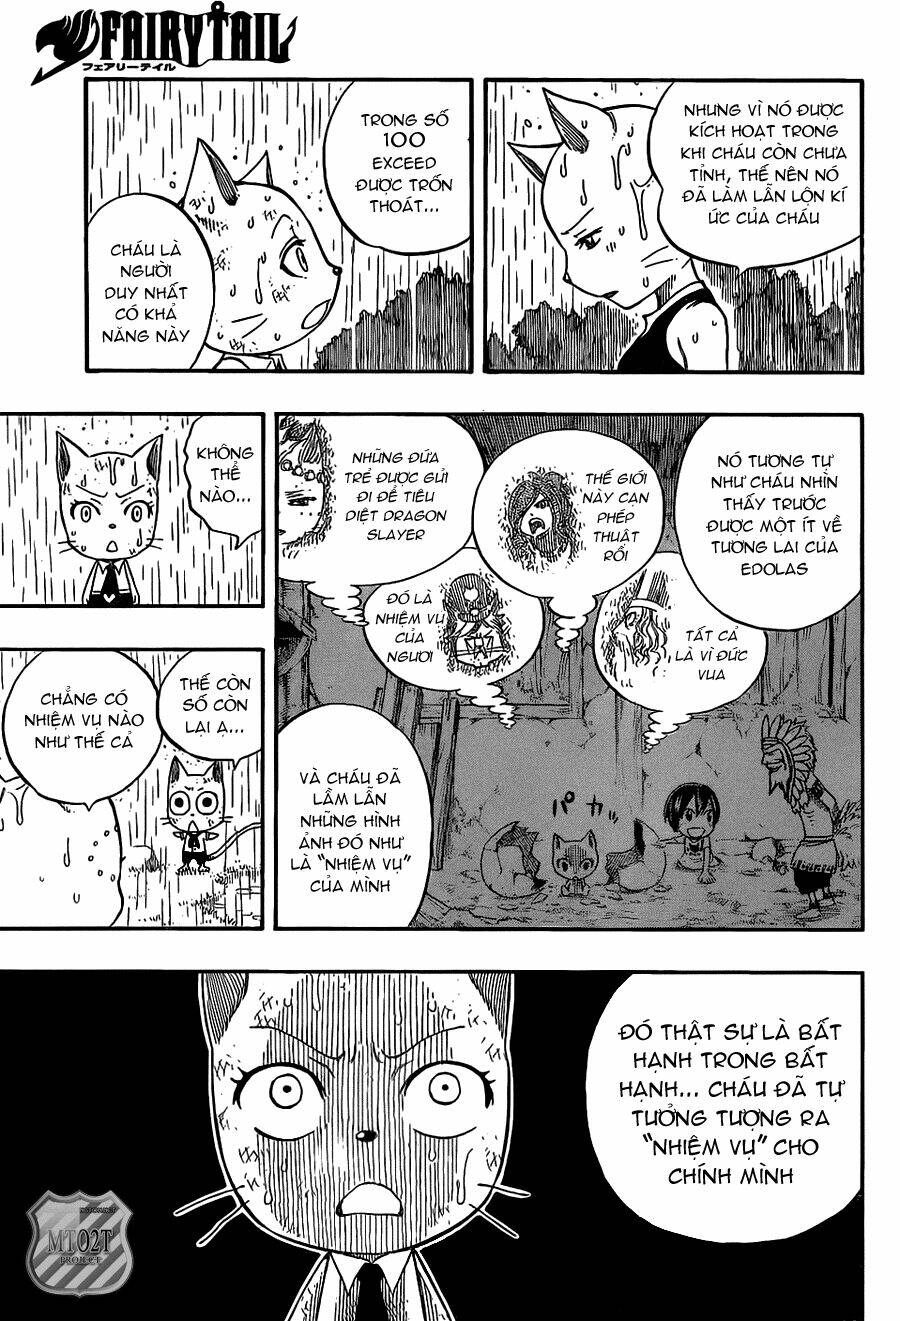 FAIRY TAIL
フェアリーテイル
NHƯNG VÌ NÓ ĐƯỢC
KÍCH HOẠT TRONG
KHI CHÁU CÒN CHƯA
TỈNH, THẾ NÊN NÓ
ĐÃ LÀM LẪN LỘN KÍ
ỨC CỦA CHÁU
TRONG SỐ
100
EXCEED
ĐƯỢC TRỐN
THOÁT...
CHÁU LÀ
NGƯỜI
DUY NHẤT
CÓ KHẢ
NĂNG NÀY
NÓ TƯƠNG TỰ
NHƯ CHÁU NHÌN
THẤY TRƯỚC
ĐƯỢC MỘT ÍT VỀ
TƯƠNG LAI CỦA
EDOLAS
THẾ GIỚI
NÀY CẠN
PHÉP
THUẬT
RỒI
NHỮNG ĐỨA
TRẺ ĐƯỢC GỬI
ĐI ĐỂ TIÊU
DIỆT DRAGON
SLAYER
TẤT CẢ
LÀ VÌ ĐỨC
VUA
ĐÓ LÀ
NHIỆM VỤ
CỦA
NGƯƠI
パカ
VÀ CHÁU ĐÃ
LẦM LẪN
NHỮNG HÌNH
ẢNH ĐÓ NHƯ
LÀ "NHIỆM VỤ"
CỦA MÌNH
KHÔNG
THỂ
NÀO...
THẾ CÒN
SỐ CÒN
LẠI Ạ...
CHẲNG CÓ
NHIỆM VỤ NÀO
NHƯ THẾ CẢ
ĐÓ THẬT SỰ LÀ BẤT
HẠNH TRONG BẤT
HẠNH... CHÁU ĐÃ TỰ
TƯỞNG TƯỢNG RA
"NHIỆM VỤ" CHO
CHÍNH MÌNH
MT02T
PROJECT